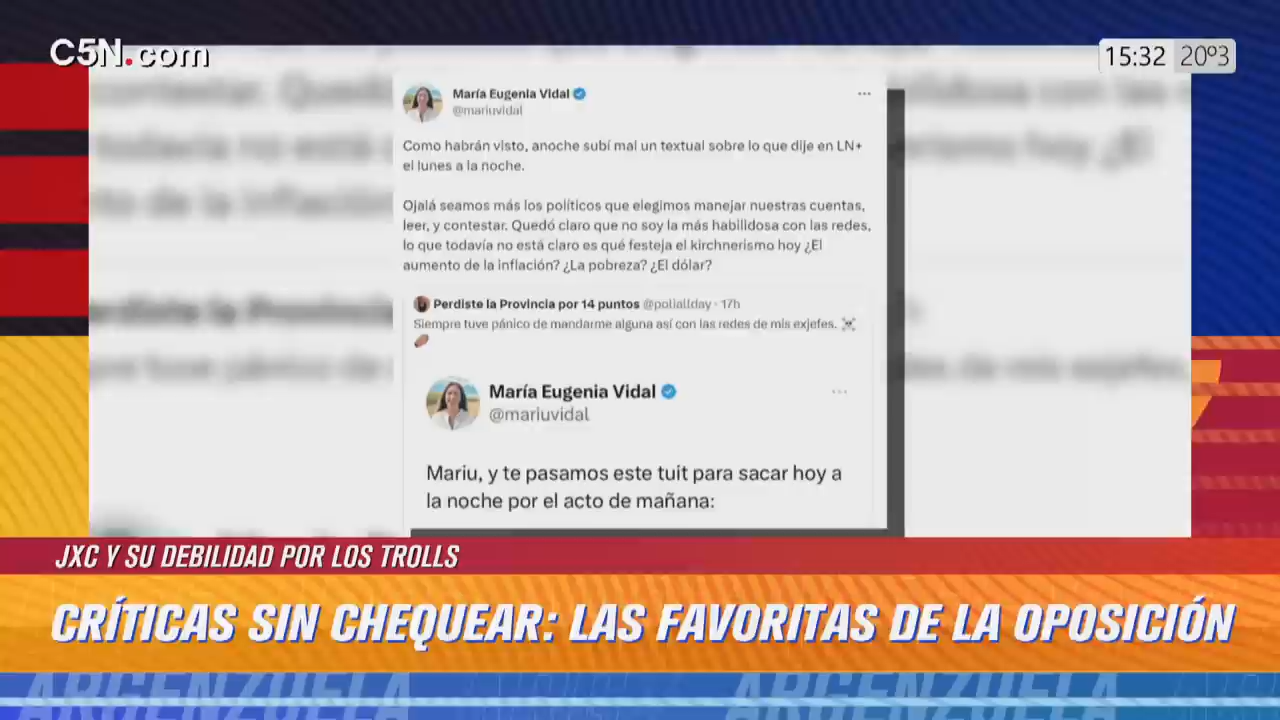 C5N.com
15:32 20º3
María Eugenia Vidal
@mariuvidal
Como habrán visto, anoche subí mal un textual sobre lo que dije en LN+
el lunes a la noche.
Ojalá seamos más los políticos que elegimos manejar nuestras cuentas,
leer, y contestar. Quedó claro que no soy la más habilidosa con las redes,
lo que todavía no está claro es qué festeja el kirchnerismo hoy ¿El
aumento de la inflación? ¿La pobreza? ¿El dólar?
Perdiste la Provincia por 14 puntos @poliallday · 17h
Siempre tuve pánico de mandarme alguna así con las redes de mis exjefes.
María Eugenia Vidal
@mariuvidal
Mariu, y te pasamos este tuit para sacar hoy a
la noche por el acto de mañana:
JXC Y SU DEBILIDAD POR LOS TROLLS
CRÍTICAS SIN CHEQUEAR: LAS FAVORITAS DE LA OPOSICIÓN
ARGENZUELA
ARGENZUELA